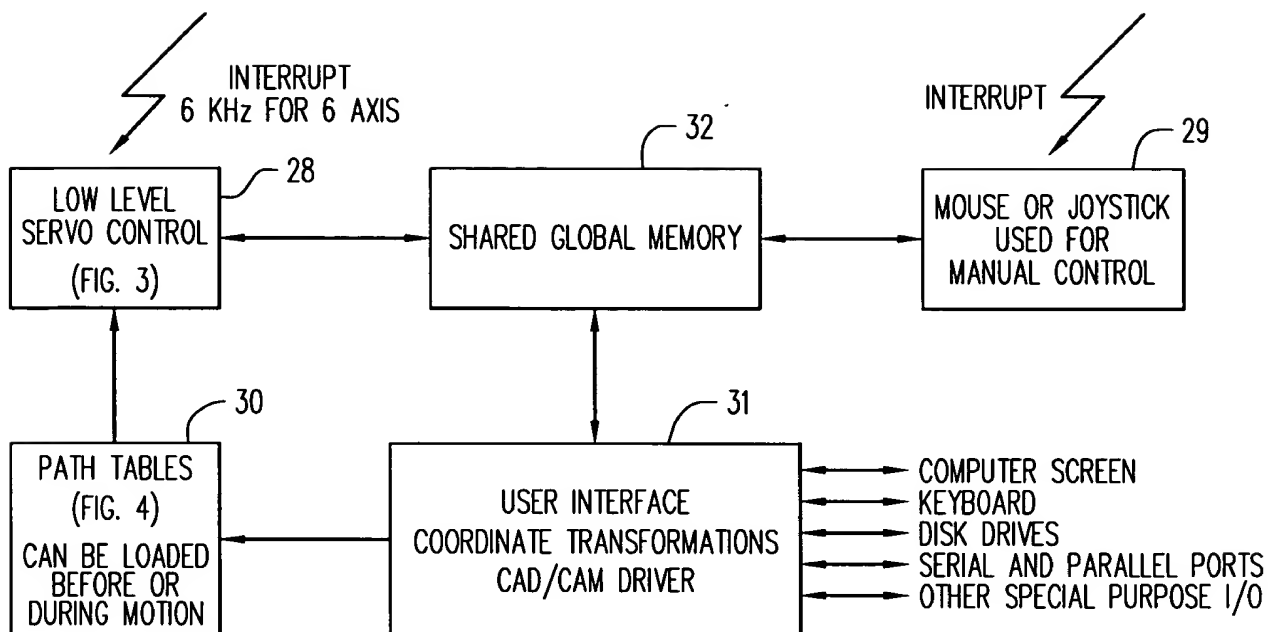 INTERRUPT
6 KHz FOR 6 AXIS
INTERRUPT
28
32
29
LOW LEVEL
SERVO CONTROL
(FIG. 3)
SHARED GLOBAL MEMORY
MOUSE OR JOYSTICK
USED FOR
MANUAL CONTROL
30
31
PATH TABLES
(FIG. 4)
CAN BE LOADED
BEFORE OR
DURING MOTION
USER INTERFACE
COORDINATE TRANSFORMATIONS
CAD/CAM DRIVER
COMPUTER SCREEN
KEYBOARD
DISK DRIVES
SERIAL AND PARALLEL PORTS
OTHER SPECIAL PURPOSE I/O